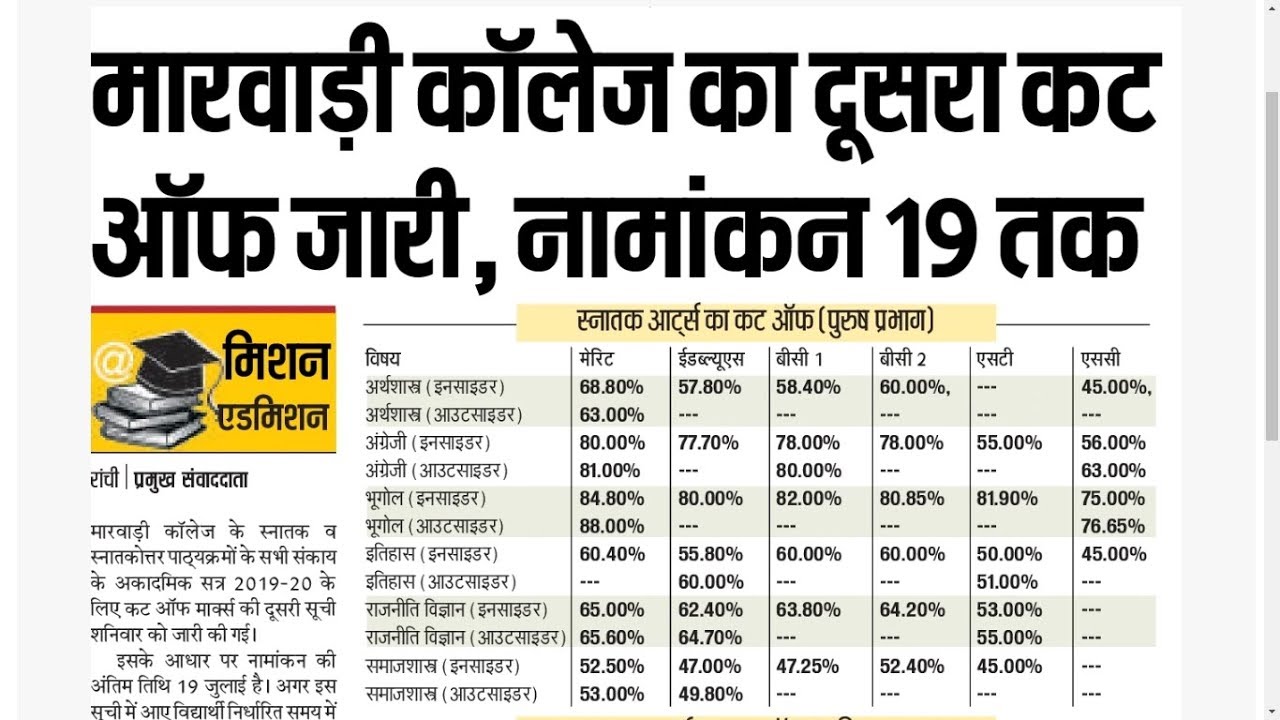 मारवाड़ी कॉलेज का दूसरा कट
ऑफ जारी, नामांकन 19 तक
@ मिशन
एडमिशन
रांची | प्रमुख संवाददाता
मारवाड़ी कॉलेज के स्नातक व
स्नातकोत्तर पाठ्यक्रमों के सभी संकाय
के अकादमिक सत्र 2019-20 के
लिए कट ऑफ मार्क्स की दूसरी सूची
शनिवार को जारी की गई।
इसके आधार पर नामांकन की
अंतिम तिथि 19 जुलाई है। अगर इस
सूची में आए विद्यार्थी निर्धारित समय में
स्नातक आर्ट्स का कट ऑफ (पुरुष प्रभाग)
विषय मेरिट ईडब्ल्यूएस बीसी 1 बीसी 2 एसटी एससी
अर्थशास्त्र (इनसाइडर) 68.80% 57.80% 58.40% 60.00%, --- 45.00%,
अर्थशास्त्र (आउटसाइडर) 63.00% --- --- --- --- ---
अंग्रेजी (इनसाइडर) 80.00% 77.70% 78.00% 78.00% 55.00% 56.00%
अंग्रेजी (आउटसाइडर) 81.00% --- 80.00% --- --- 63.00%
भूगोल (इनसाइडर) 84.80% 80.00% 82.00% 80.85% 81.90% 75.00%
भूगोल (आउटसाइडर) 88.00% --- --- --- --- 76.65%
इतिहास (इनसाइडर) 60.40% 55.80% 60.00% 60.00% 50.00% 45.00%
इतिहास (आउटसाइडर) --- 60.00% --- --- 51.00% ---
राजनीति विज्ञान (इनसाइडर) 65.00% 62.40% 63.80% 64.20% 53.00% ---
राजनीति विज्ञान (आउटसाइडर) 65.60% 64.70% --- --- 55.00% ---
समाजशास्त्र (इनसाइडर) 52.50% 47.00% 47.25% 52.40% 45.00% ---
समाजशास्त्र (आउटसाइडर) 53.00% 49.80% --- --- --- ---